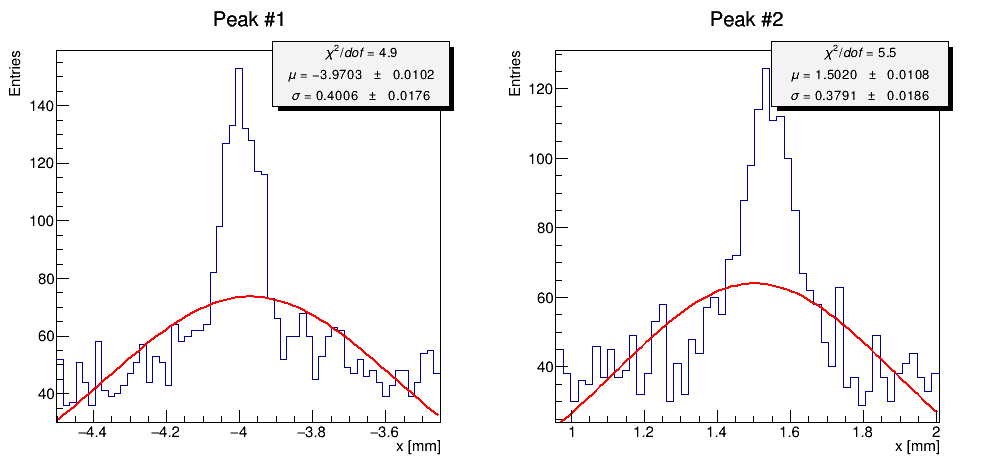 Peak #1
Entries
χ²/dof = 4.9
μ = −3.9703 ± 0.0102
σ = 0.4006 ± 0.0176
140
120
100
80
60
40
−4.4
−4.2
−4
−3.8
−3.6
x [mm]
Peak #2
Entries
χ²/dof = 5.5
μ = 1.5020 ± 0.0108
σ = 0.3791 ± 0.0186
120
100
80
60
40
1
1.2
1.4
1.6
1.8
2
x [mm]